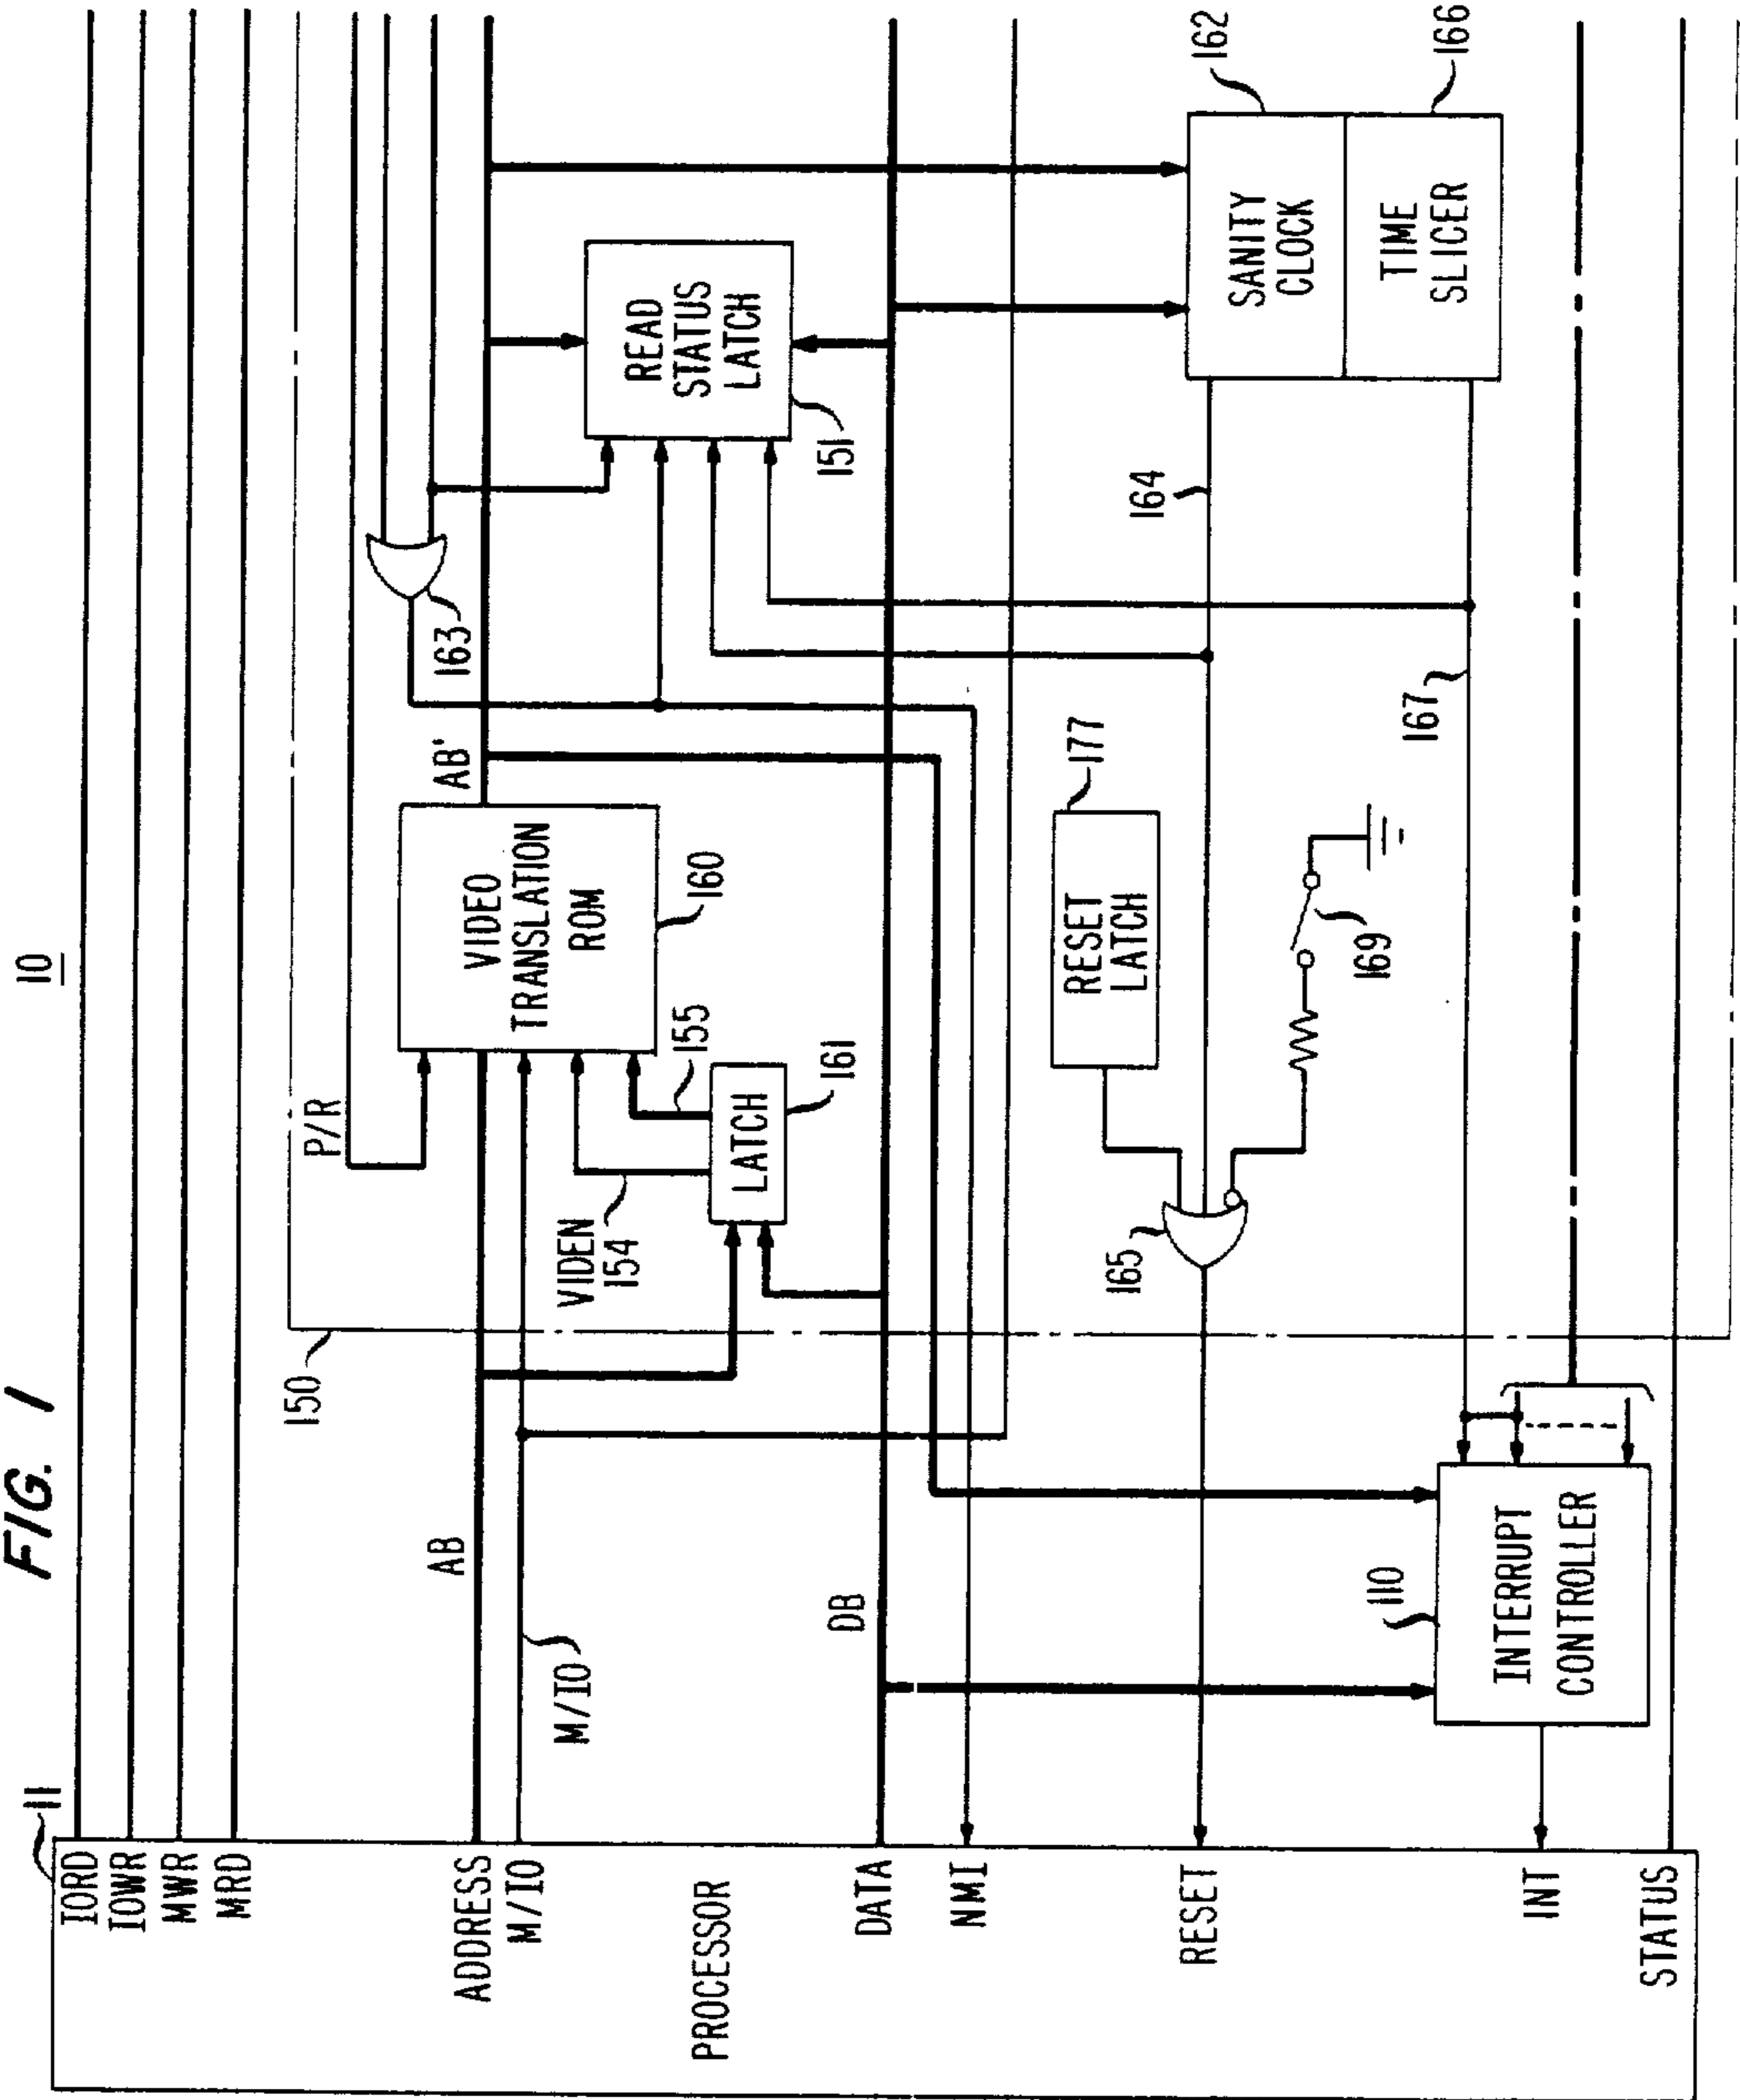 FIG. 1
10
11
IORD
IOWR
MWR
MRD
ADDRESS
M/IO
PROCESSOR
DATA
NMI
RESET
INT
STATUS
AB
M/IO
DB
150
P/R
VIDEO
TRANSLATION
ROM
160
AB'
163
VIDEN
154
155
LATCH
161
READ
STATUS
LATCH
151
RESET
LATCH
177
165
169
164
167
SANITY
CLOCK
162
TIME
SLICER
166
110
INTERRUPT
CONTROLLER